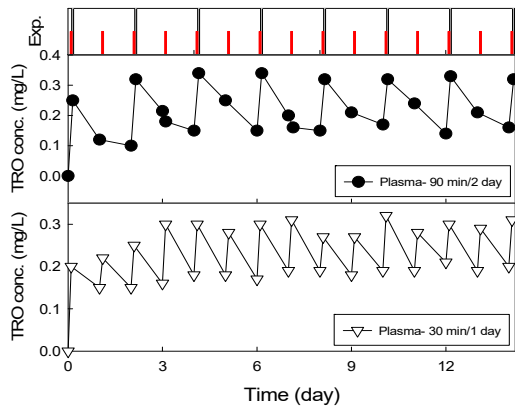 Exp.
TRO conc. (mg/L)
0.4
0.3
0.2
0.1
0.0
Plasma- 90 min/2 day
TRO conc. (mg/L)
0.3
0.2
0.1
0.0
Plasma- 30 min/1 day
0 3 6 9 12
Time (day)